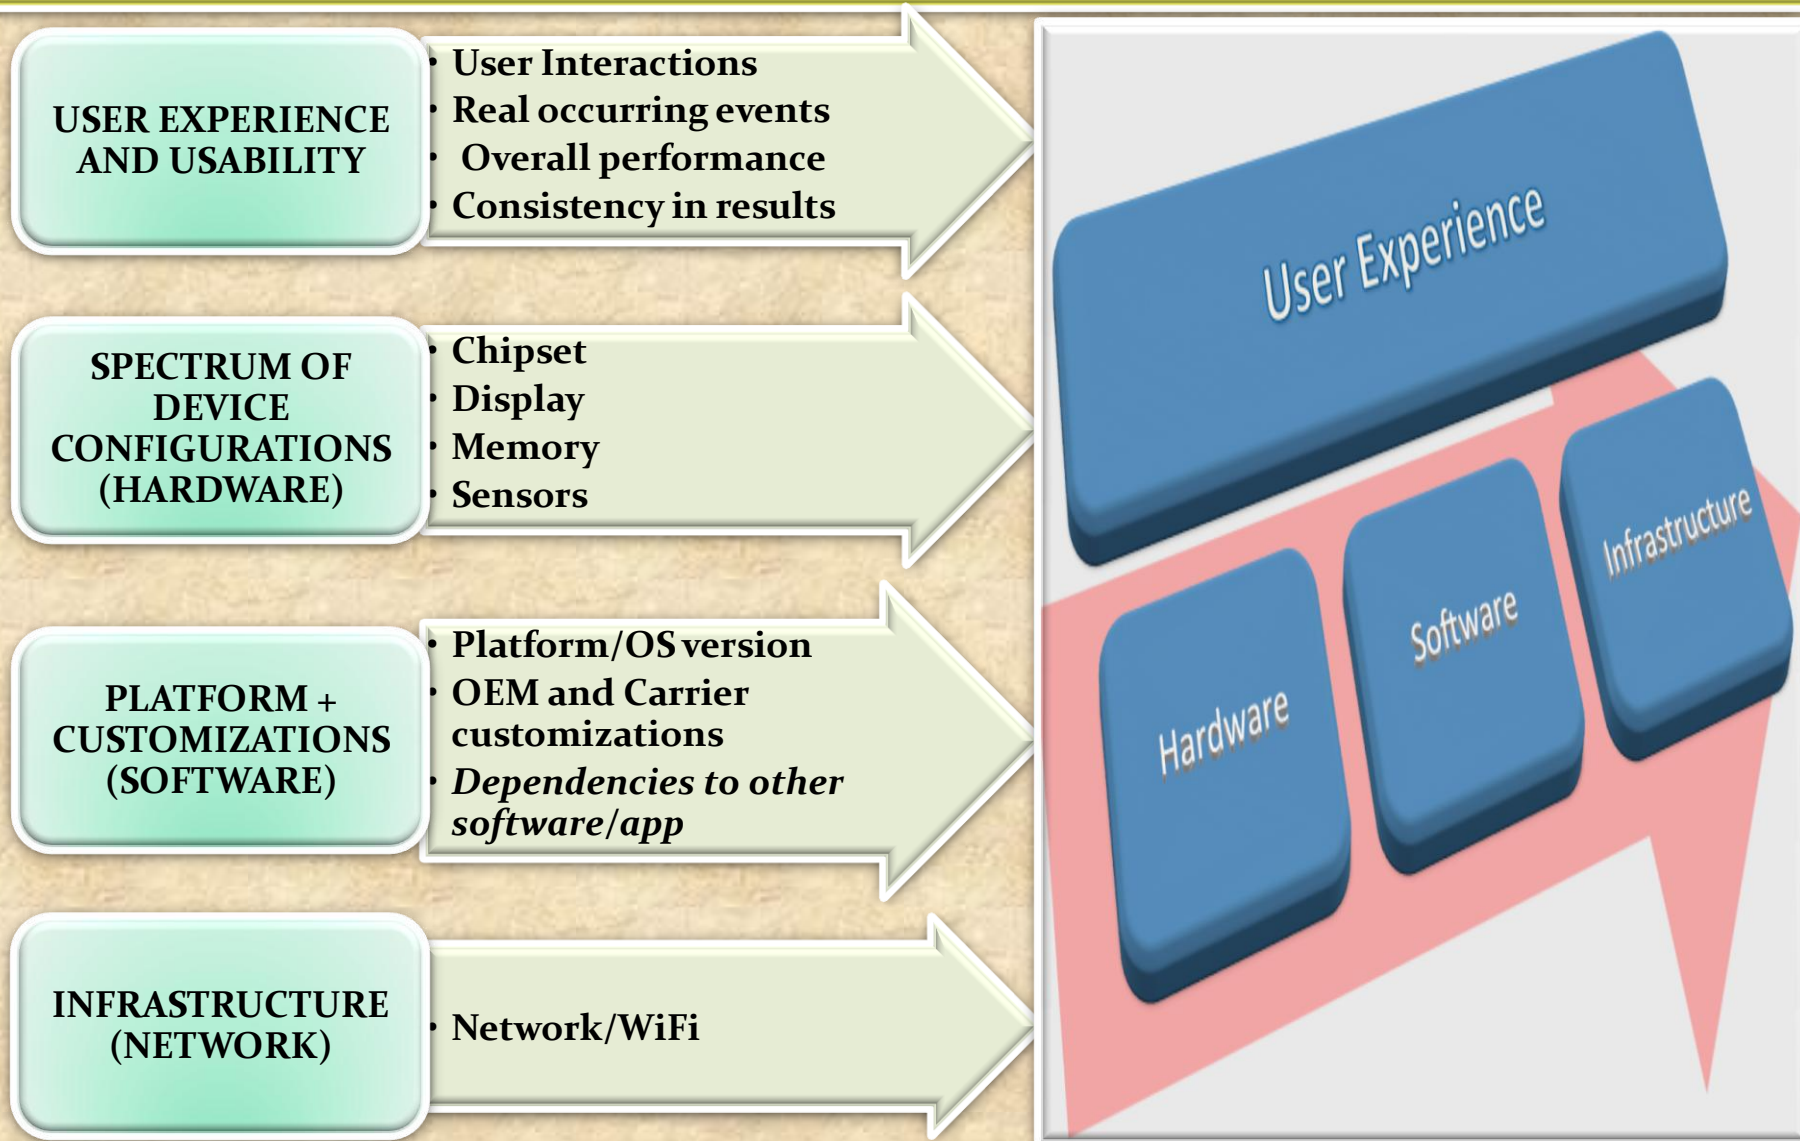 USER EXPERIENCE
AND USABILITY
• User Interactions
• Real occurring events
• Overall performance
• Consistency in results
SPECTRUM OF
DEVICE
CONFIGURATIONS
(HARDWARE)
• Chipset
• Display
• Memory
• Sensors
PLATFORM +
CUSTOMIZATIONS
(SOFTWARE)
• Platform/OS version
• OEM and Carrier
customizations
• Dependencies to other
software/app
INFRASTRUCTURE
(NETWORK)
• Network/WiFi
User Experience
Hardware
Software
Infrastructure